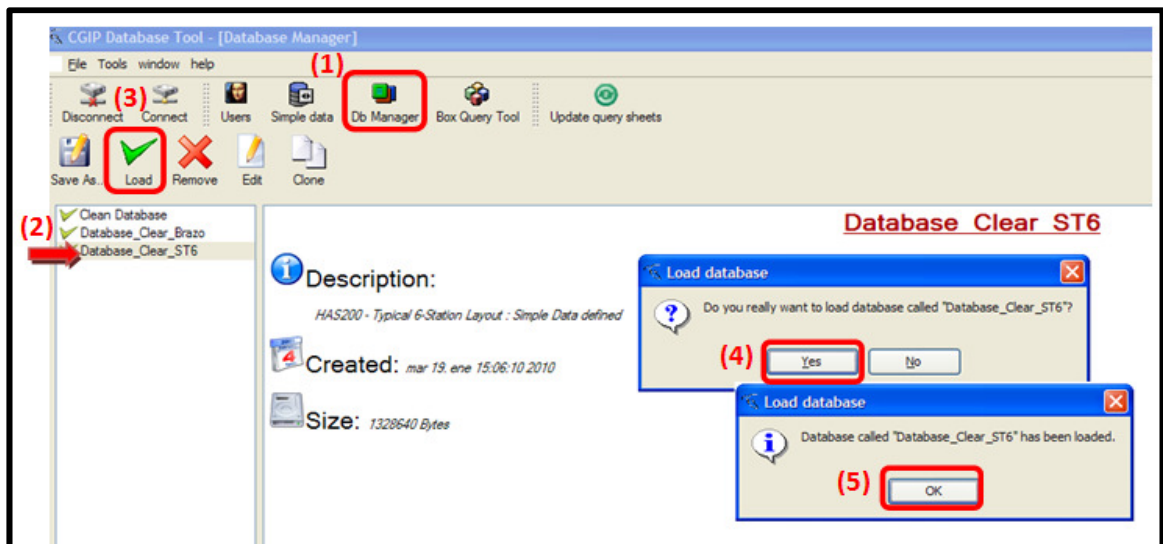 CGIP Database Tool - [Database Manager]
File Tools window help
(1)
(3)
Disconnect Connect Users Simple data Db Manager Box Query Tool Update query sheets
Save As... Load Remove Edit Clone
(2)
Clean Database
Database_Clear_Brazo
Database_Clear_ST6
Database_Clear_ST6
Description:
HAS200 - Typical 6-Station Layout : Simple Data defined
Created: mar 19. ene 15:06:10 2010
Size: 1328640 Bytes
Load database
Do you really want to load database called "Database_Clear_ST6"?
(4)
Yes No
Load database
Database called "Database_Clear_ST6" has been loaded.
(5)
OK